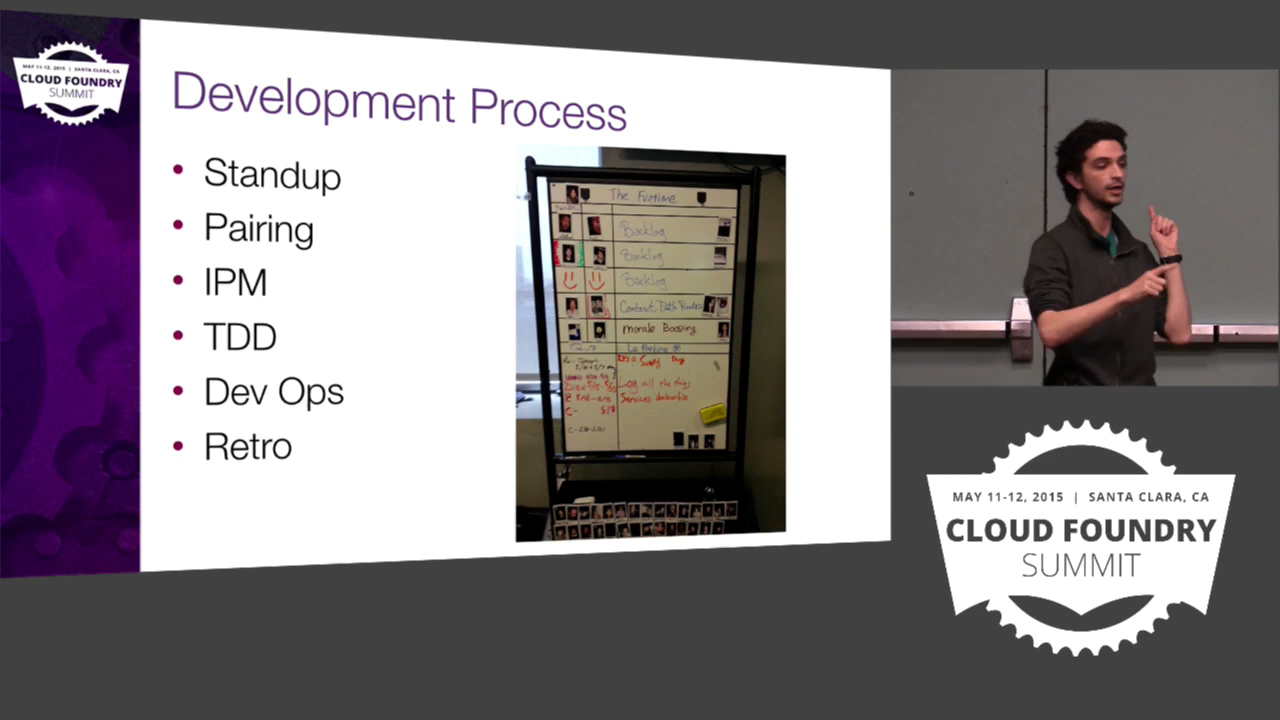 MAY 11-12, 2015 | SANTA CLARA, CA
CLOUD FOUNDRY
SUMMIT
Development Process
• Standup
• Pairing
• IPM
• TDD
• Dev Ops
• Retro
The Funtime
Backlog
Backlog
Backlog
Morale Boosting
Log all the things
Services
MAY 11-12, 2015 | SANTA CLARA, CA
CLOUD FOUNDRY
SUMMIT